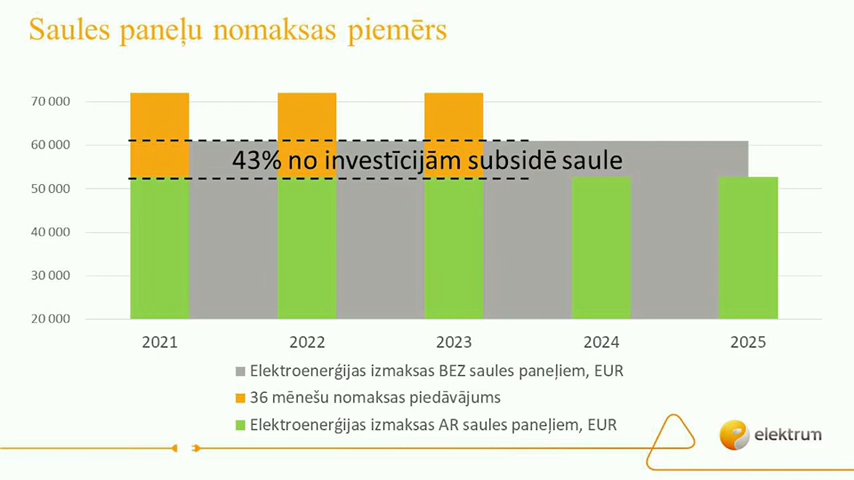 Saules paneļu nomaksas piemērs
70 000
60 000
50 000
40 000
30 000
20 000
43% no investīcijām subsidē saule
2021 2022 2023 2024 2025
Elektroenerģijas izmaksas BEZ saules paneļiem, EUR
36 mēnešu nomaksas piedāvājums
Elektroenerģijas izmaksas AR saules paneļiem, EUR
elektrum